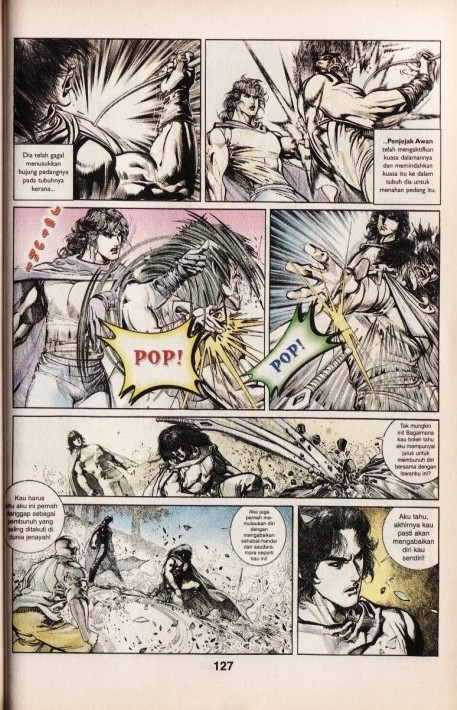 Dia telah gagal
menusukkan
hujung pedangnya
pada tubuhnya
kerana...
...Penjejak Awan
telah mengaktifkan
kuasa dalamannya
dan memindahkan
kuasa itu ke dalam
tubuh dia untuk
menahan pedang itu.
POP!
POP!
Tak mungkin
ini! Bagamana
kau boleh tahu
aku mempunyai
jurus untuk
membunuh diri
bersama dengan
lawanku ini?
Kau harus
aku ini pernah
dianggap sebagai
pembunuh yang
paling ditakuti di
dunia jenayah!
Aku juga
pernah me-
mulaukan diri
dengan
mengabaikan
sahabat-handai
dan saudara-
mara seperti
kau ini!
Aku tahu,
akhirnya kau
pasti akan
mengabaikan
diri kau
sendiri!
127